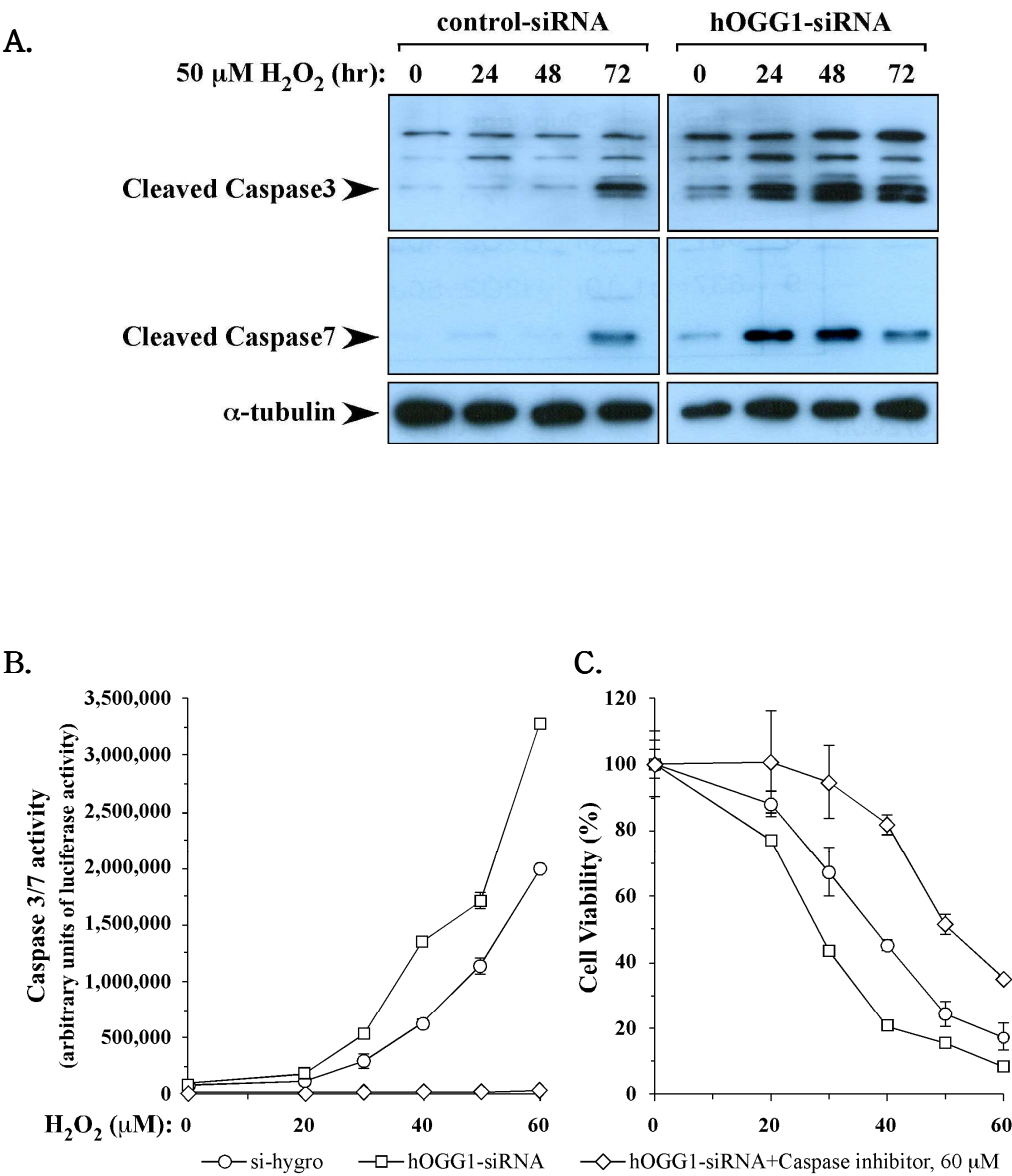 A.
control-siRNA hOGG1-siRNA
50 μM H2O2 (hr): 0 24 48 72 0 24 48 72
Cleaved Caspase3
Cleaved Caspase7
α-tubulin
B.
Caspase 3/7 activity
(arbitrary units of luciferase activity)
3,500,000
3,000,000
2,500,000
2,000,000
1,500,000
1,000,000
500,000
0
H2O2 (μM): 0 20 40 60
C.
Cell Viability (%)
120
100
80
60
40
20
0
0 20 40 60
si-hygro hOGG1-siRNA hOGG1-siRNA+Caspase inhibitor, 60 μM